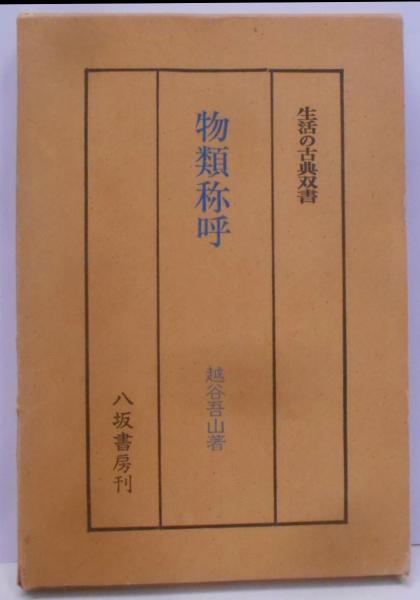 生活の古典双書
物類称呼
越谷吾山著
八坂書房刊